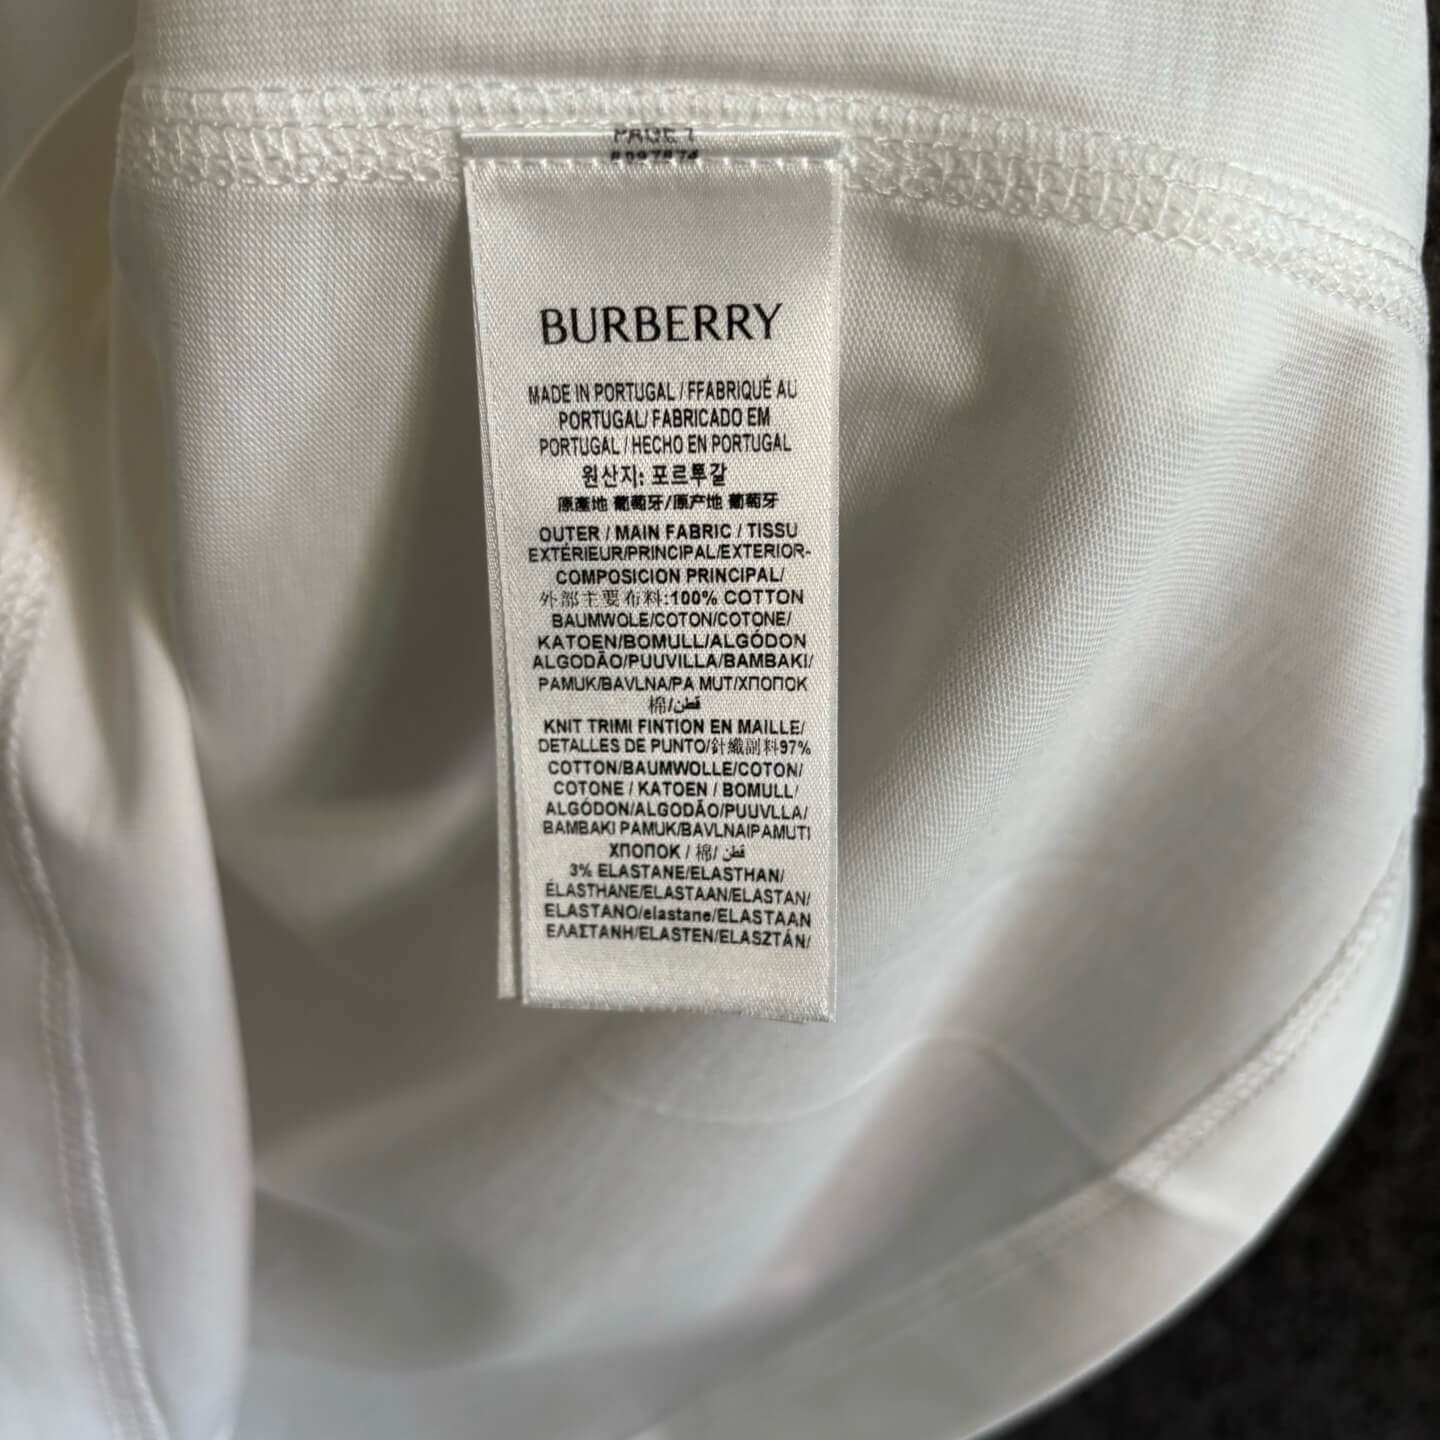 PAGE 1
8097874
BURBERRY
MADE IN PORTUGAL / FFABRIQUÉ AU
PORTUGAL/ FABRICADO EM
PORTUGAL / HECHO EN PORTUGAL
원산지: 포르투갈
原產地 葡萄牙/原产地 葡萄牙
OUTER / MAIN FABRIC / TISSU
EXTÉRIEUR/PRINCIPAL/EXTERIOR-
COMPOSICION PRINCIPAL/
外部主要布料:100% COTTON
BAUMWOLE/COTON/COTONE/
KATOEN/BOMULL/ALGÓDON
ALGODÃO/PUUVILLA/BAMBAKI/
PAMUK/BAVLNA/PA MUT/ХПОПОК
棉/قطن
KNIT TRIMI FINTION EN MAILLE/
DETALLES DE PUNTO/針織副料97%
COTTON/BAUMWOLLE/COTON/
COTONE / KATOEN / BOMULL/
ALGÓDON/ALGODÃO/PUUVLLA/
BAMBAKI PAMUK/BAVLNAIPAMUTI
ХПОПОК / 棉/ قطن
3% ELASTANE/ELASTHAN/
ÉLASTHANE/ELASTAAN/ELASTAN/
ELASTANO/elastane/ELASTAAN
ΕΛΑΣΤΑΝΗ/ELASTEN/ELASZTÁN/